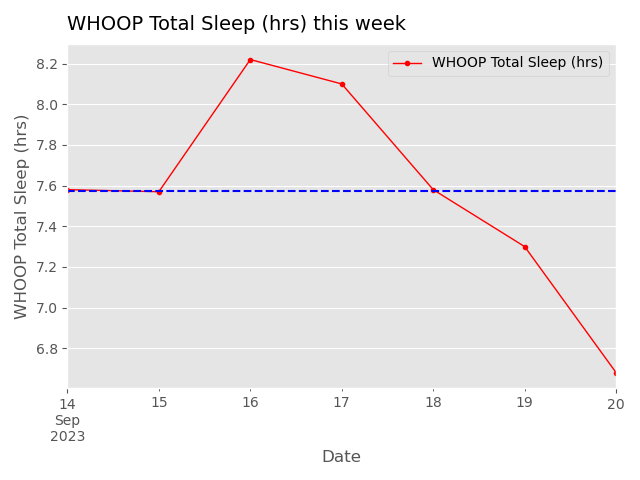 WHOOP Total Sleep (hrs) this week
WHOOP Total Sleep (hrs)
WHOOP Total Sleep (hrs)
8.2
8.0
7.8
7.6
7.4
7.2
7.0
6.8
14 15 16 17 18 19 20
Sep
2023
Date